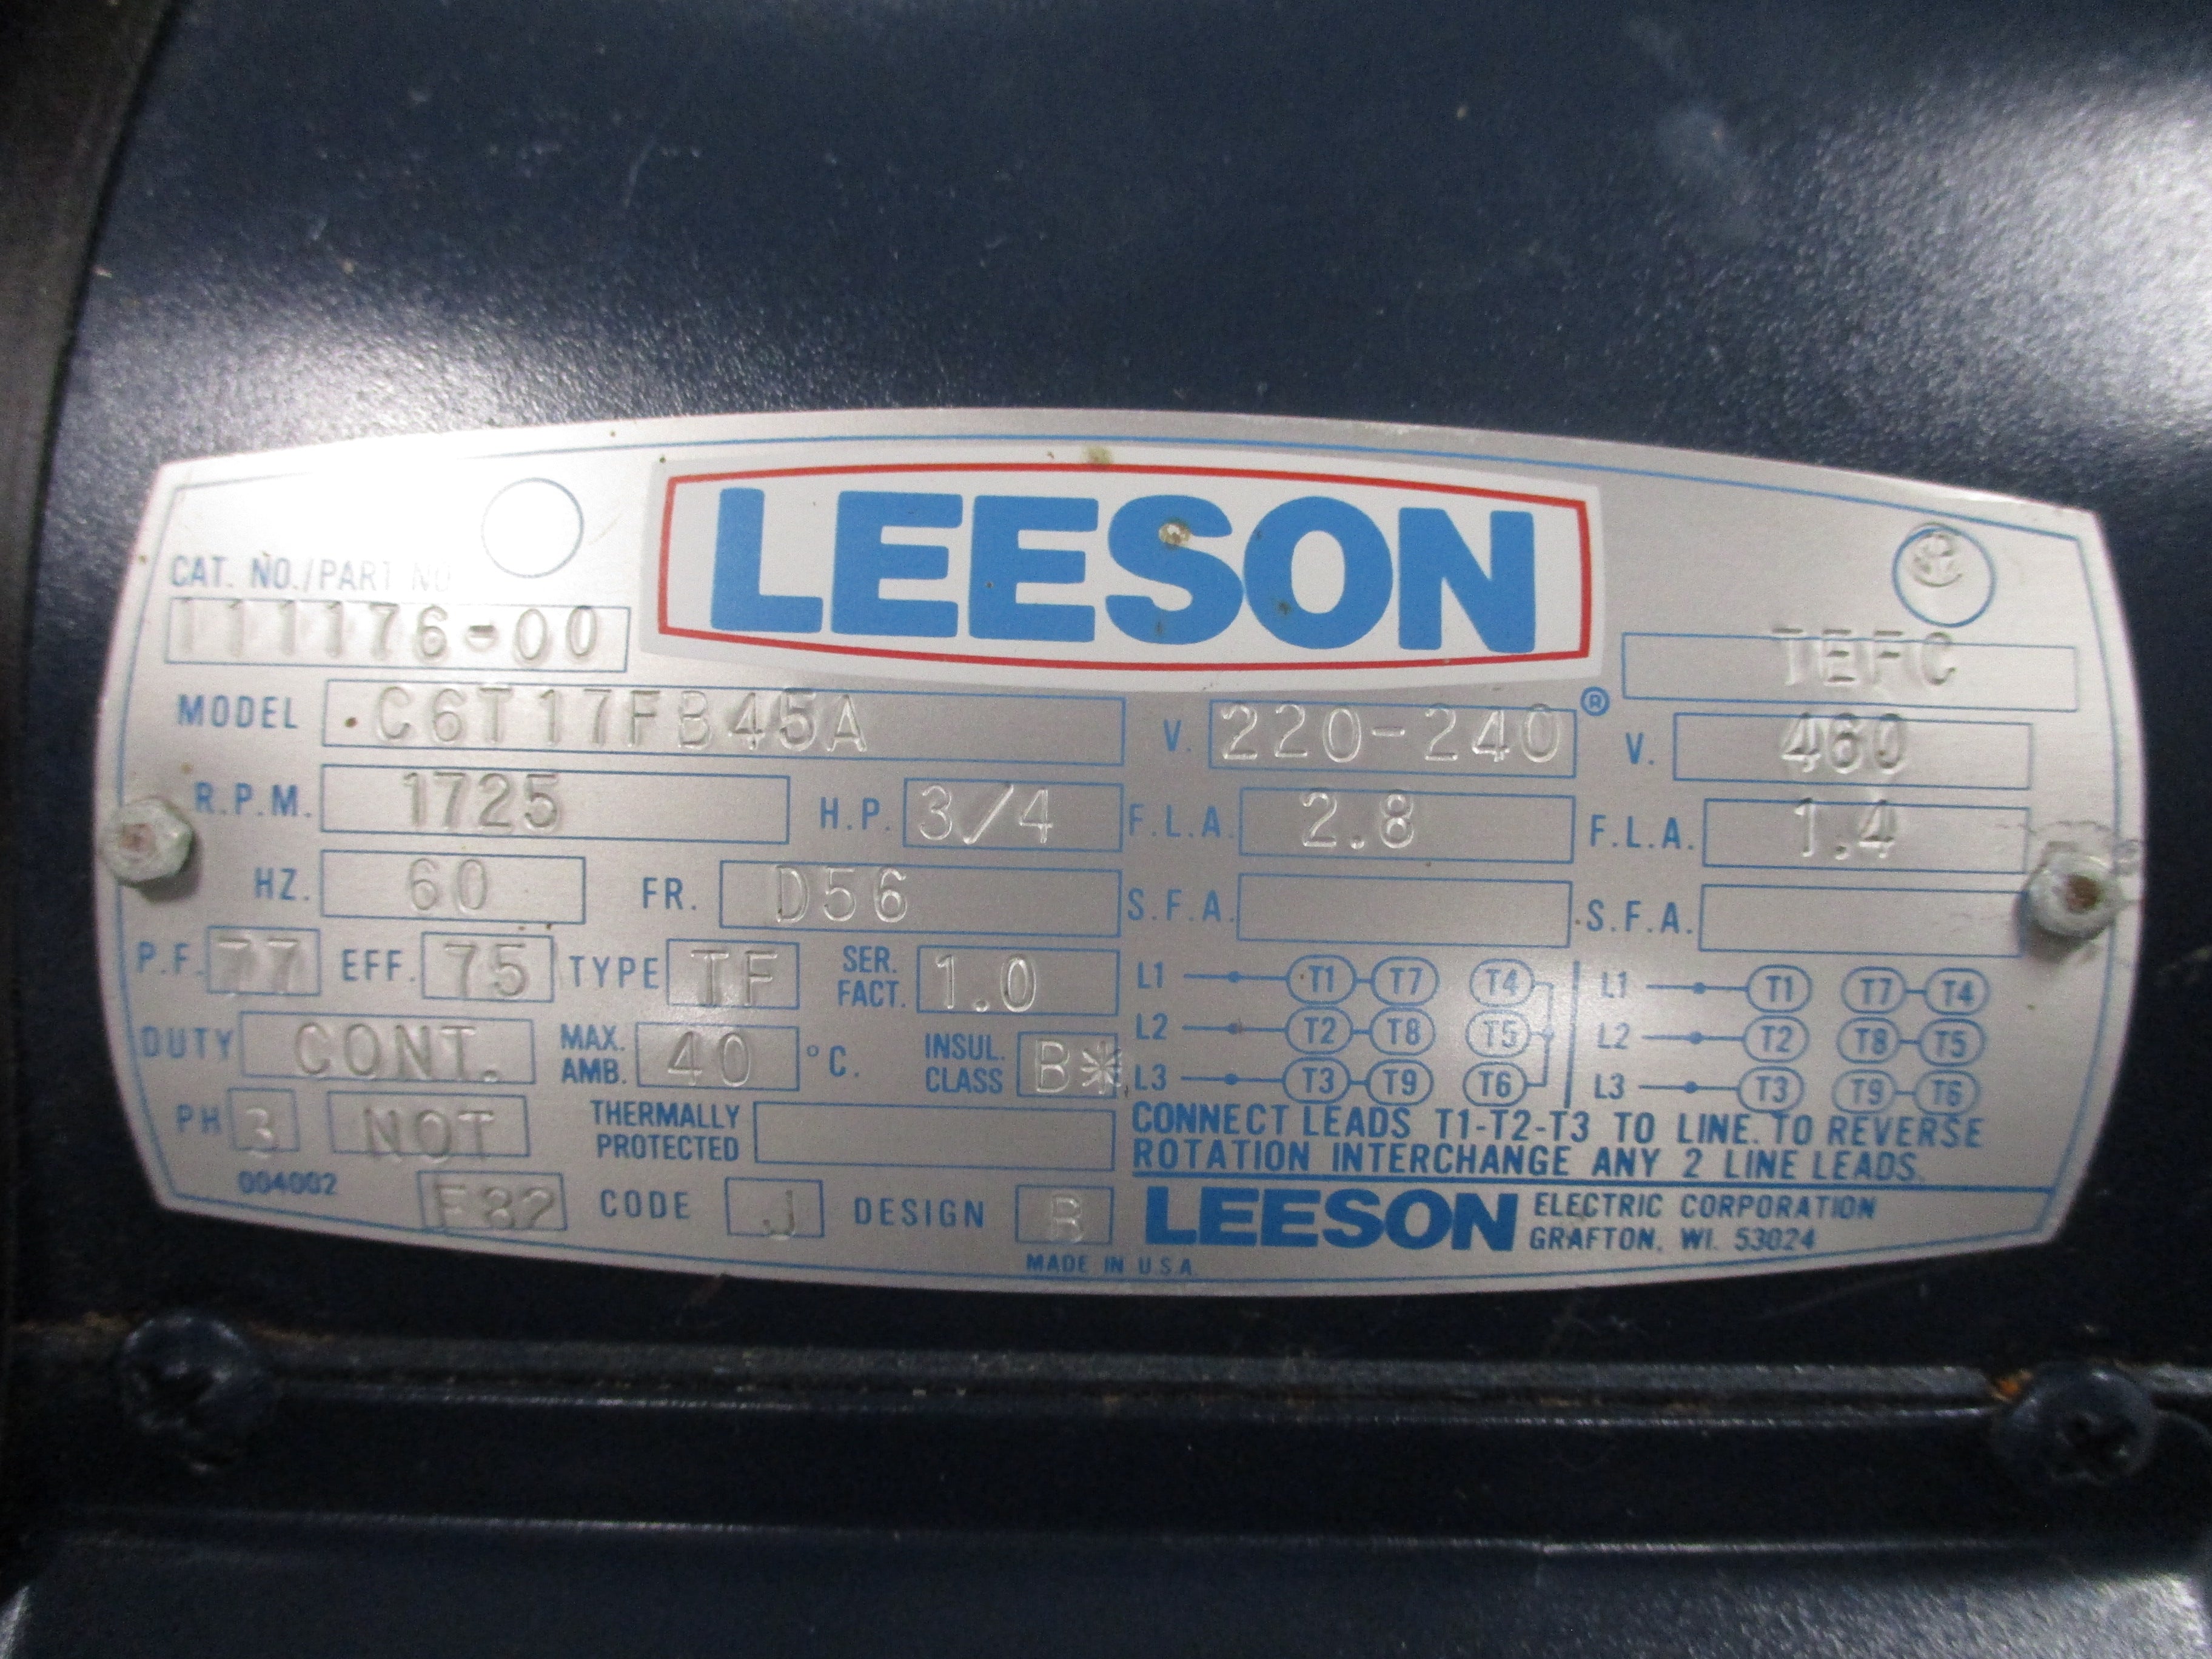 LEESON
®
CAT. NO./PART NO
111176-00
TEFC
MODEL C6T17FB45A V. 220-240 V. 460
R.P.M. 1725 H.P. 3/4 F.L.A. 2.8 F.L.A. 1.4
HZ. 60 FR. D56 S.F.A. S.F.A.
P.F. 77 EFF. 75 TYPE TF SER. FACT. 1.0
DUTY CONT. MAX. AMB. 40 °C. INSUL. CLASS B*
PH 3 NOT THERMALLY PROTECTED
004002 F82 CODE J DESIGN B
L1 T1 T7 T4 L1 T1 T7 T4
L2 T2 T8 T5 L2 T2 T8 T5
L3 T3 T9 T6 L3 T3 T9 T6
CONNECT LEADS T1-T2-T3 TO LINE. TO REVERSE
ROTATION INTERCHANGE ANY 2 LINE LEADS.
LEESON ELECTRIC CORPORATION
GRAFTON, WI. 53024
MADE IN U.S.A.